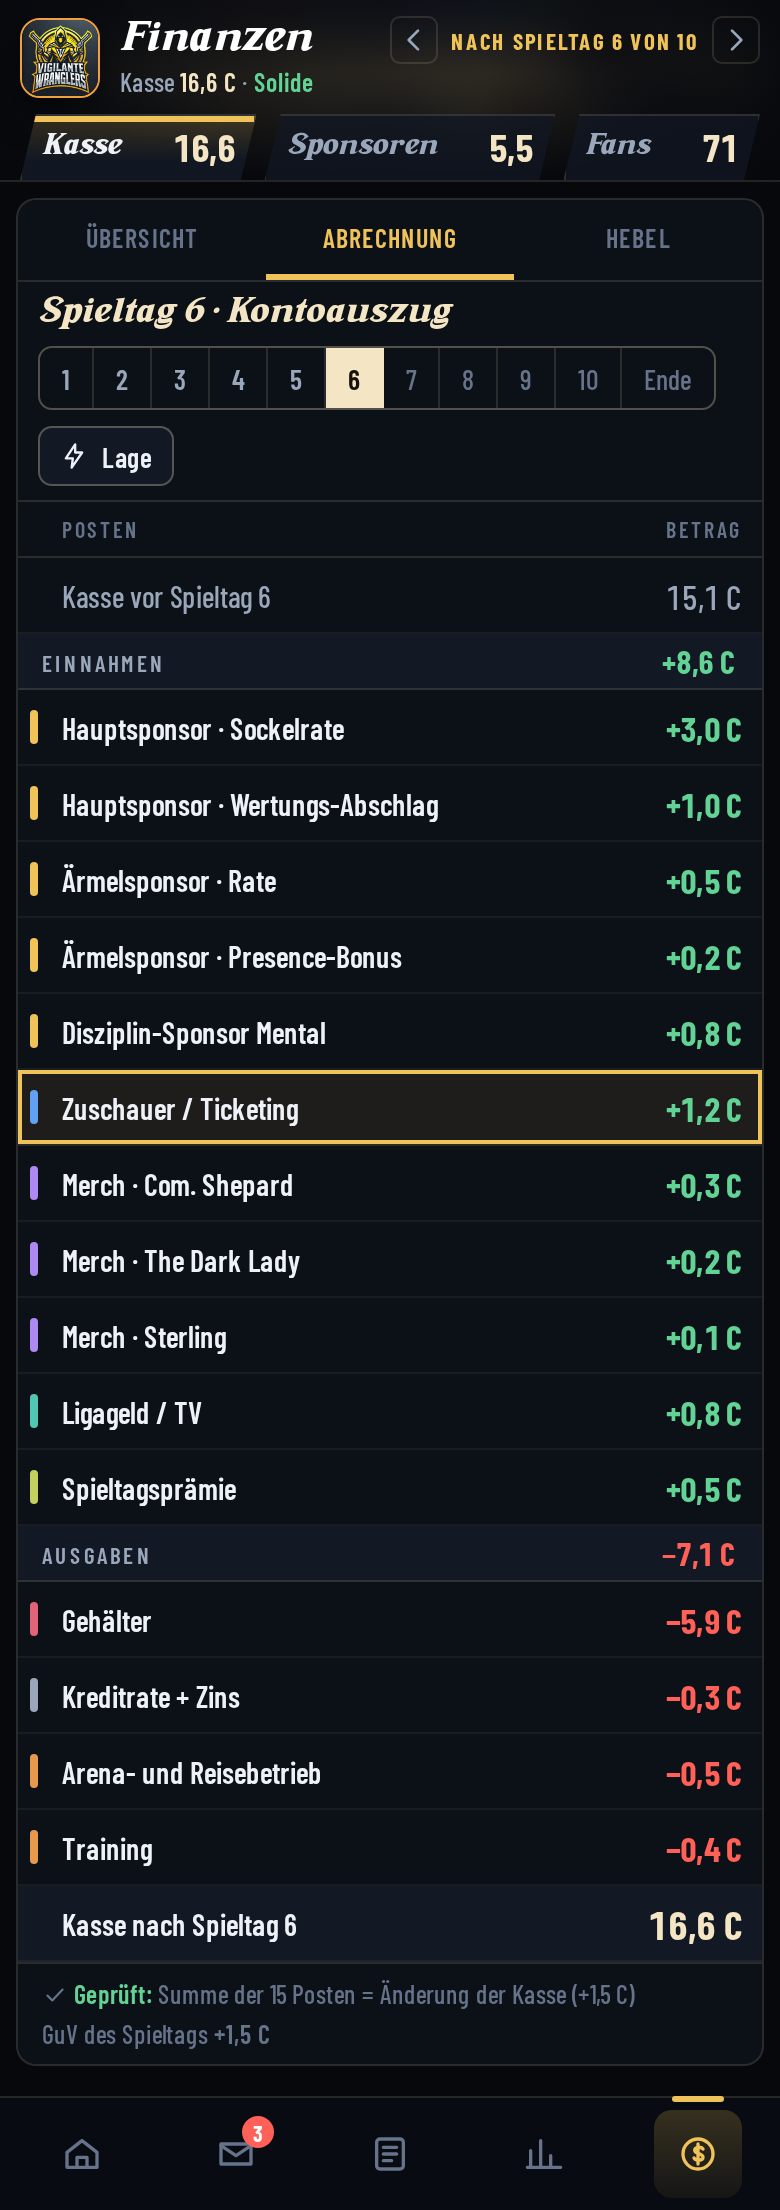 VIGILANTE
WRANGLERS
Finanzen
Kasse 16,6 C · Solide
NACH SPIELTAG 6 VON 10
Kasse 16,6
Sponsoren 5,5
Fans 71
ÜBERSICHT ABRECHNUNG HEBEL
Spieltag 6 · Kontoauszug
1 2 3 4 5 6 7 8 9 10 Ende
Lage
POSTEN BETRAG
Kasse vor Spieltag 6 15,1 C
EINNAHMEN +8,6 C
Hauptsponsor · Sockelrate +3,0 C
Hauptsponsor · Wertungs-Abschlag +1,0 C
Ärmelsponsor · Rate +0,5 C
Ärmelsponsor · Presence-Bonus +0,2 C
Disziplin-Sponsor Mental +0,8 C
Zuschauer / Ticketing +1,2 C
Merch · Com. Shepard +0,3 C
Merch · The Dark Lady +0,2 C
Merch · Sterling +0,1 C
Ligageld / TV +0,8 C
Spieltagsprämie +0,5 C
AUSGABEN −7,1 C
Gehälter −5,9 C
Kreditrate + Zins −0,3 C
Arena- und Reisebetrieb −0,5 C
Training −0,4 C
Kasse nach Spieltag 6 16,6 C
✓ Geprüft: Summe der 15 Posten = Änderung der Kasse (+1,5 C)
GuV des Spieltags +1,5 C
3